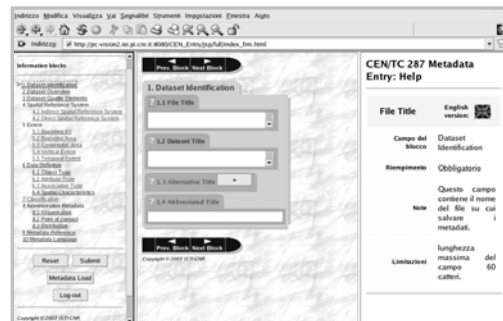 Indirizzo Modifica Visualizza Vai Segnalibri Strumenti Impostazioni Finestra Aiuto
Indirizzo: http://pc-vision2.isti.pi.cnr.it:8080/CEN_Entry/jsp/full/index_frm.html
Information blocks
1 Dataset Identification
2 Dataset Overview
3 Dataset Quality Elements
4 Spatial Reference System
4.1 Indirect Spatial Reference System
4.2 Direct Spatial Reference System
5 Extent
5.1 Bounding XY
5.2 Bounding Area
5.3 Geographic Area
5.4 Vertical Extent
5.5 Temporal Extent
6 Data Definition
6.1 Object Type
6.2 Attribute Type
6.3 Association Type
6.4 Spatial Characteristics
7 Classification
8 Administrative Metadata
8.1 Organisation
8.2 Point of contact
8.3 Distribution
9 Metadata Reference
10 Metadata Language
Reset Submit
Metadata Load
Log out
Copyright © 2003 ISTI-CNR
Prev. Block Next Block
1. Dataset Identification
? 1.1 File Title
? 1.2 Dataset Title
? 1.3 Alternative Title +
? 1.4 Abbreviated Title
Prev. Block Next Block
Copyright © 2003 ISTI-CNR
CEN/TC 287 Metadata
Entry: Help
File Title English
version:
Campo del Dataset
blocco Identification
Riempimento Obbligatorio
Questo campo
contiene il nome
Note del file su cui
salvare i
metadati.
lunghezza
Limitazioni massima del
campo 60
catteri.